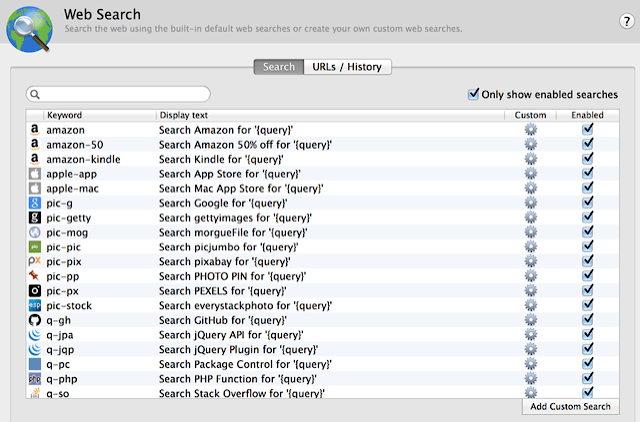 Web Search
Search the web using the built-in default web searches or create your own custom web searches.
?
Search URLs / History
Only show enabled searches
Keyword Display text Custom Enabled
a amazon Search Amazon for '{query}'
a amazon-50 Search Amazon 50% off for '{query}'
a amazon-kindle Search Kindle for '{query}'
apple-app Search App Store for '{query}'
apple-mac Search Mac App Store for '{query}'
g pic-g Search Google for '{query}'
g pic-getty Search gettyimages for '{query}'
pic-mog Search morgueFile for '{query}'
pic pic-pic Search picjumbo for '{query}'
px pic-pix Search pixabay for '{query}'
pic-pp Search PHOTO PIN for '{query}'
pic-px Search PEXELS for '{query}'
esp pic-stock Search everystackphoto for '{query}'
q-gh Search GitHub for '{query}'
q-jpa Search jQuery API for '{query}'
q-jqp Search jQuery Plugin for '{query}'
q-pc Search Package Control for '{query}'
php q-php Search PHP Function for '{query}'
q-so Search Stack Overflow for '{query}'
Add Custom Search